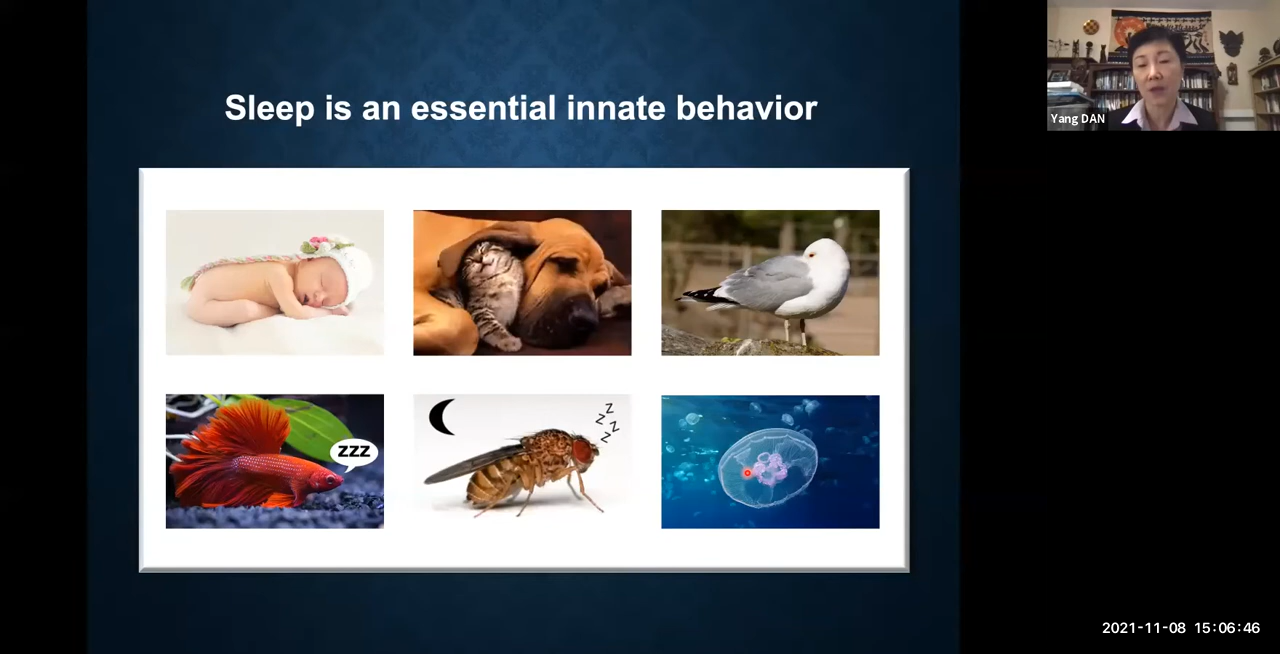 Sleep is an essential innate behavior
Yang DAN
zzz
z
z
z
z
2021-11-08 15:06:46